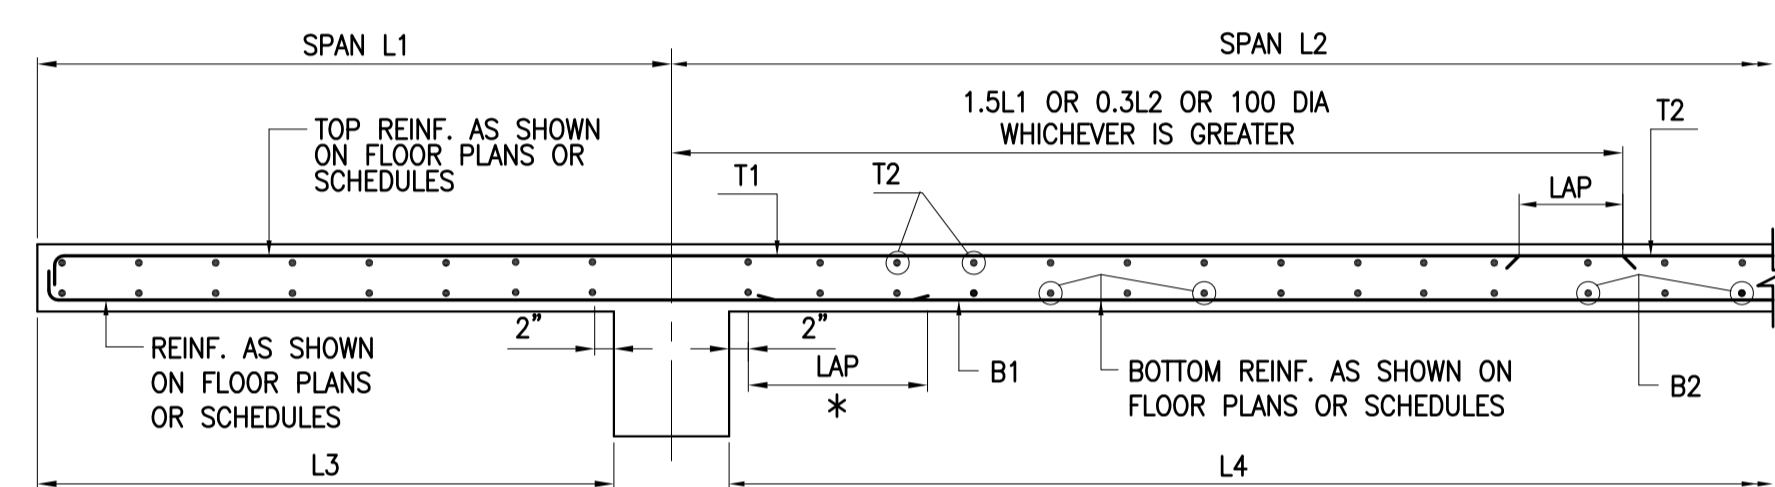 SPAN L1
SPAN L2
1.5L1 OR 0.3L2 OR 100 DIA
WHICHEVER IS GREATER
T2
TOP REINF. AS SHOWN
ON FLOOR PLANS OR
SCHEDULES
T1
T2
LAP
2"
2"
REINF. AS SHOWN
ON FLOOR PLANS
OR SCHEDULES
LAP
*
B1
BOTTOM REINF. AS SHOWN ON
FLOOR PLANS OR SCHEDULES
B2
L3
L4